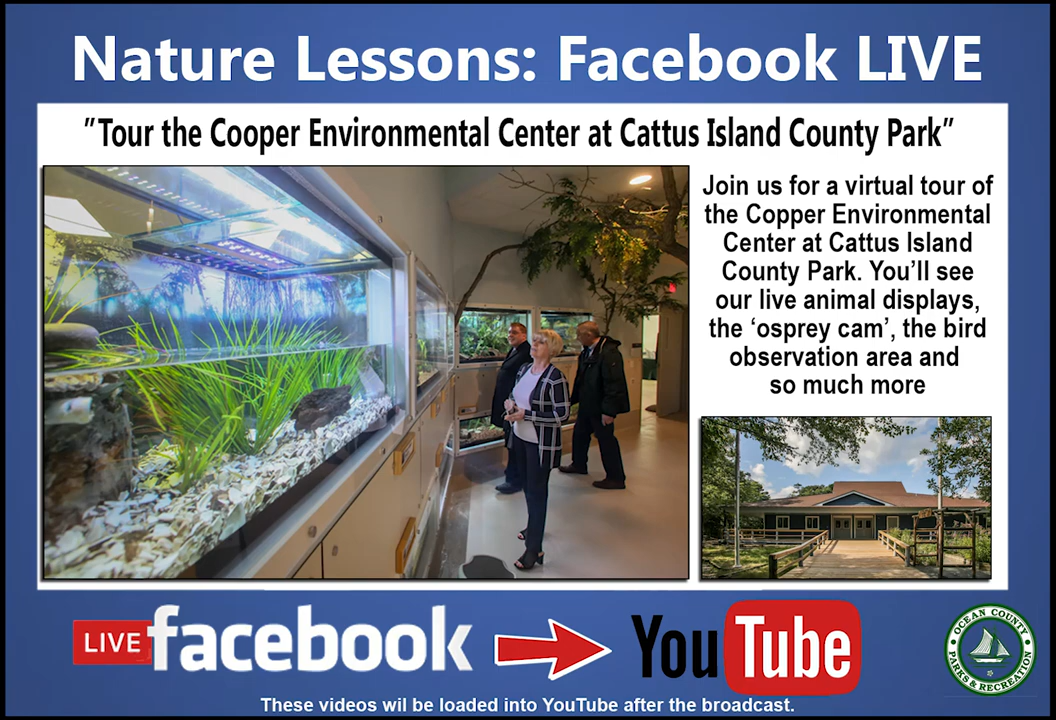 Nature Lessons: Facebook LIVE
"Tour the Cooper Environmental Center at Cattus Island County Park"
Join us for a virtual tour of
the Copper Environmental
Center at Cattus Island
County Park. You'll see
our live animal displays,
the 'osprey cam', the bird
observation area and
so much more
LIVE facebook
YouTube
OCEAN COUNTY
PARKS & RECREATION
These videos wil be loaded into YouTube after the broadcast.